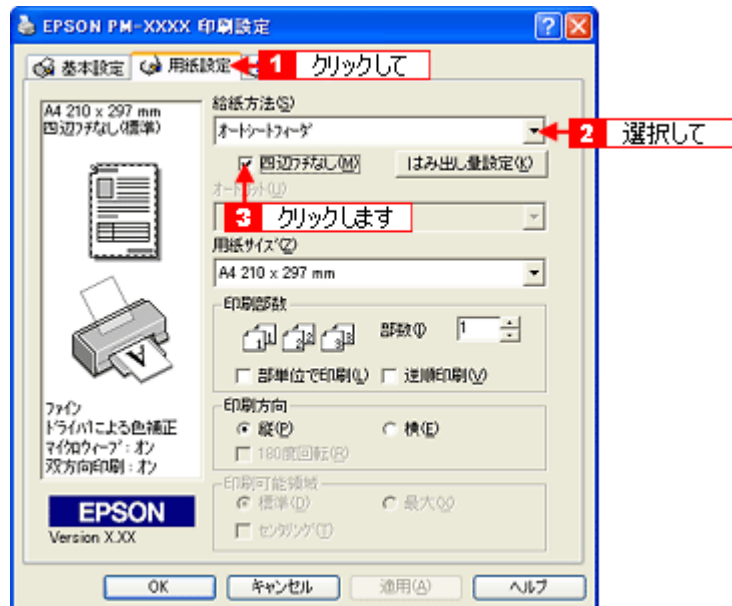 EPSON PM-XXXX 印刷設定
基本設定
用紙設定
1 クリックして
A4 210 x 297 mm
四辺フチなし(標準)
給紙方法(S)
オートシートフィーダ
2 選択して
四辺フチなし(M)
はみ出し量設定(K)
3 クリックします
用紙サイズ(Z)
A4 210 x 297 mm
印刷部数
部数(I)
1
部単位で印刷(L)
逆順印刷(V)
ファイン
ドライバによる色補正
マイクロウィーブ:オン
双方向印刷:オン
印刷方向
縦(P)
横(E)
180度回転(R)
印刷可能領域
標準(D)
最大(X)
センタリング(T)
EPSON
Version X.XX
OK
キャンセル
適用(A)
ヘルプ